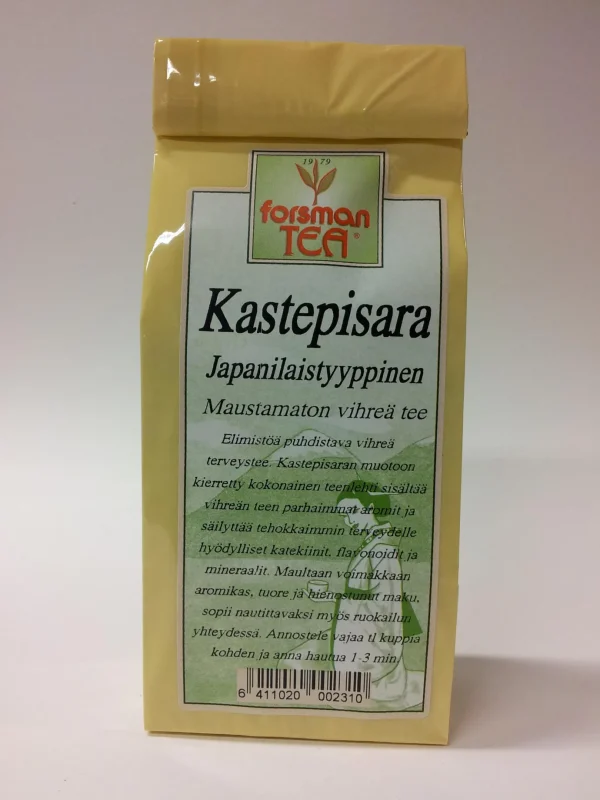 1979
forsman
TEA®
Kastepisara
Japanilaistyyppinen
Maustamaton vihreä tee
Elimistöä puhdistava vihreä
terveystee. Kastepisaran muotoon
kierretty kokonainen teenlehti sisältää
vihreän teen parhaimmat aromit ja
säilyttää tehokkaimmin terveydelle
hyödylliset katekiinit, flavonoidit ja
mineraalit. Maultaan voimakkaan
aromikas, tuore ja hienostunut maku,
sopii nautittavaksi myös ruokailun
yhteydessä. Annostele vajaa tl kuppia
kohden ja anna hautua 1-3 min.
6 411020 002310